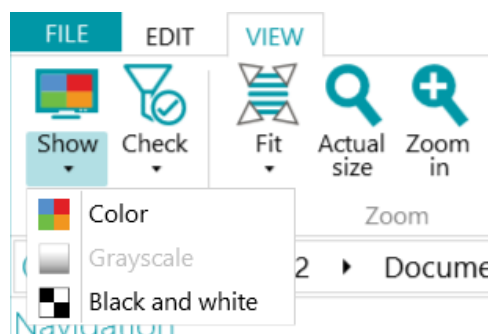 FILE EDIT VIEW
Show Check Fit Actual size Zoom in
Color
Zoom
Grayscale
2 Docume
Black and white
Navigation